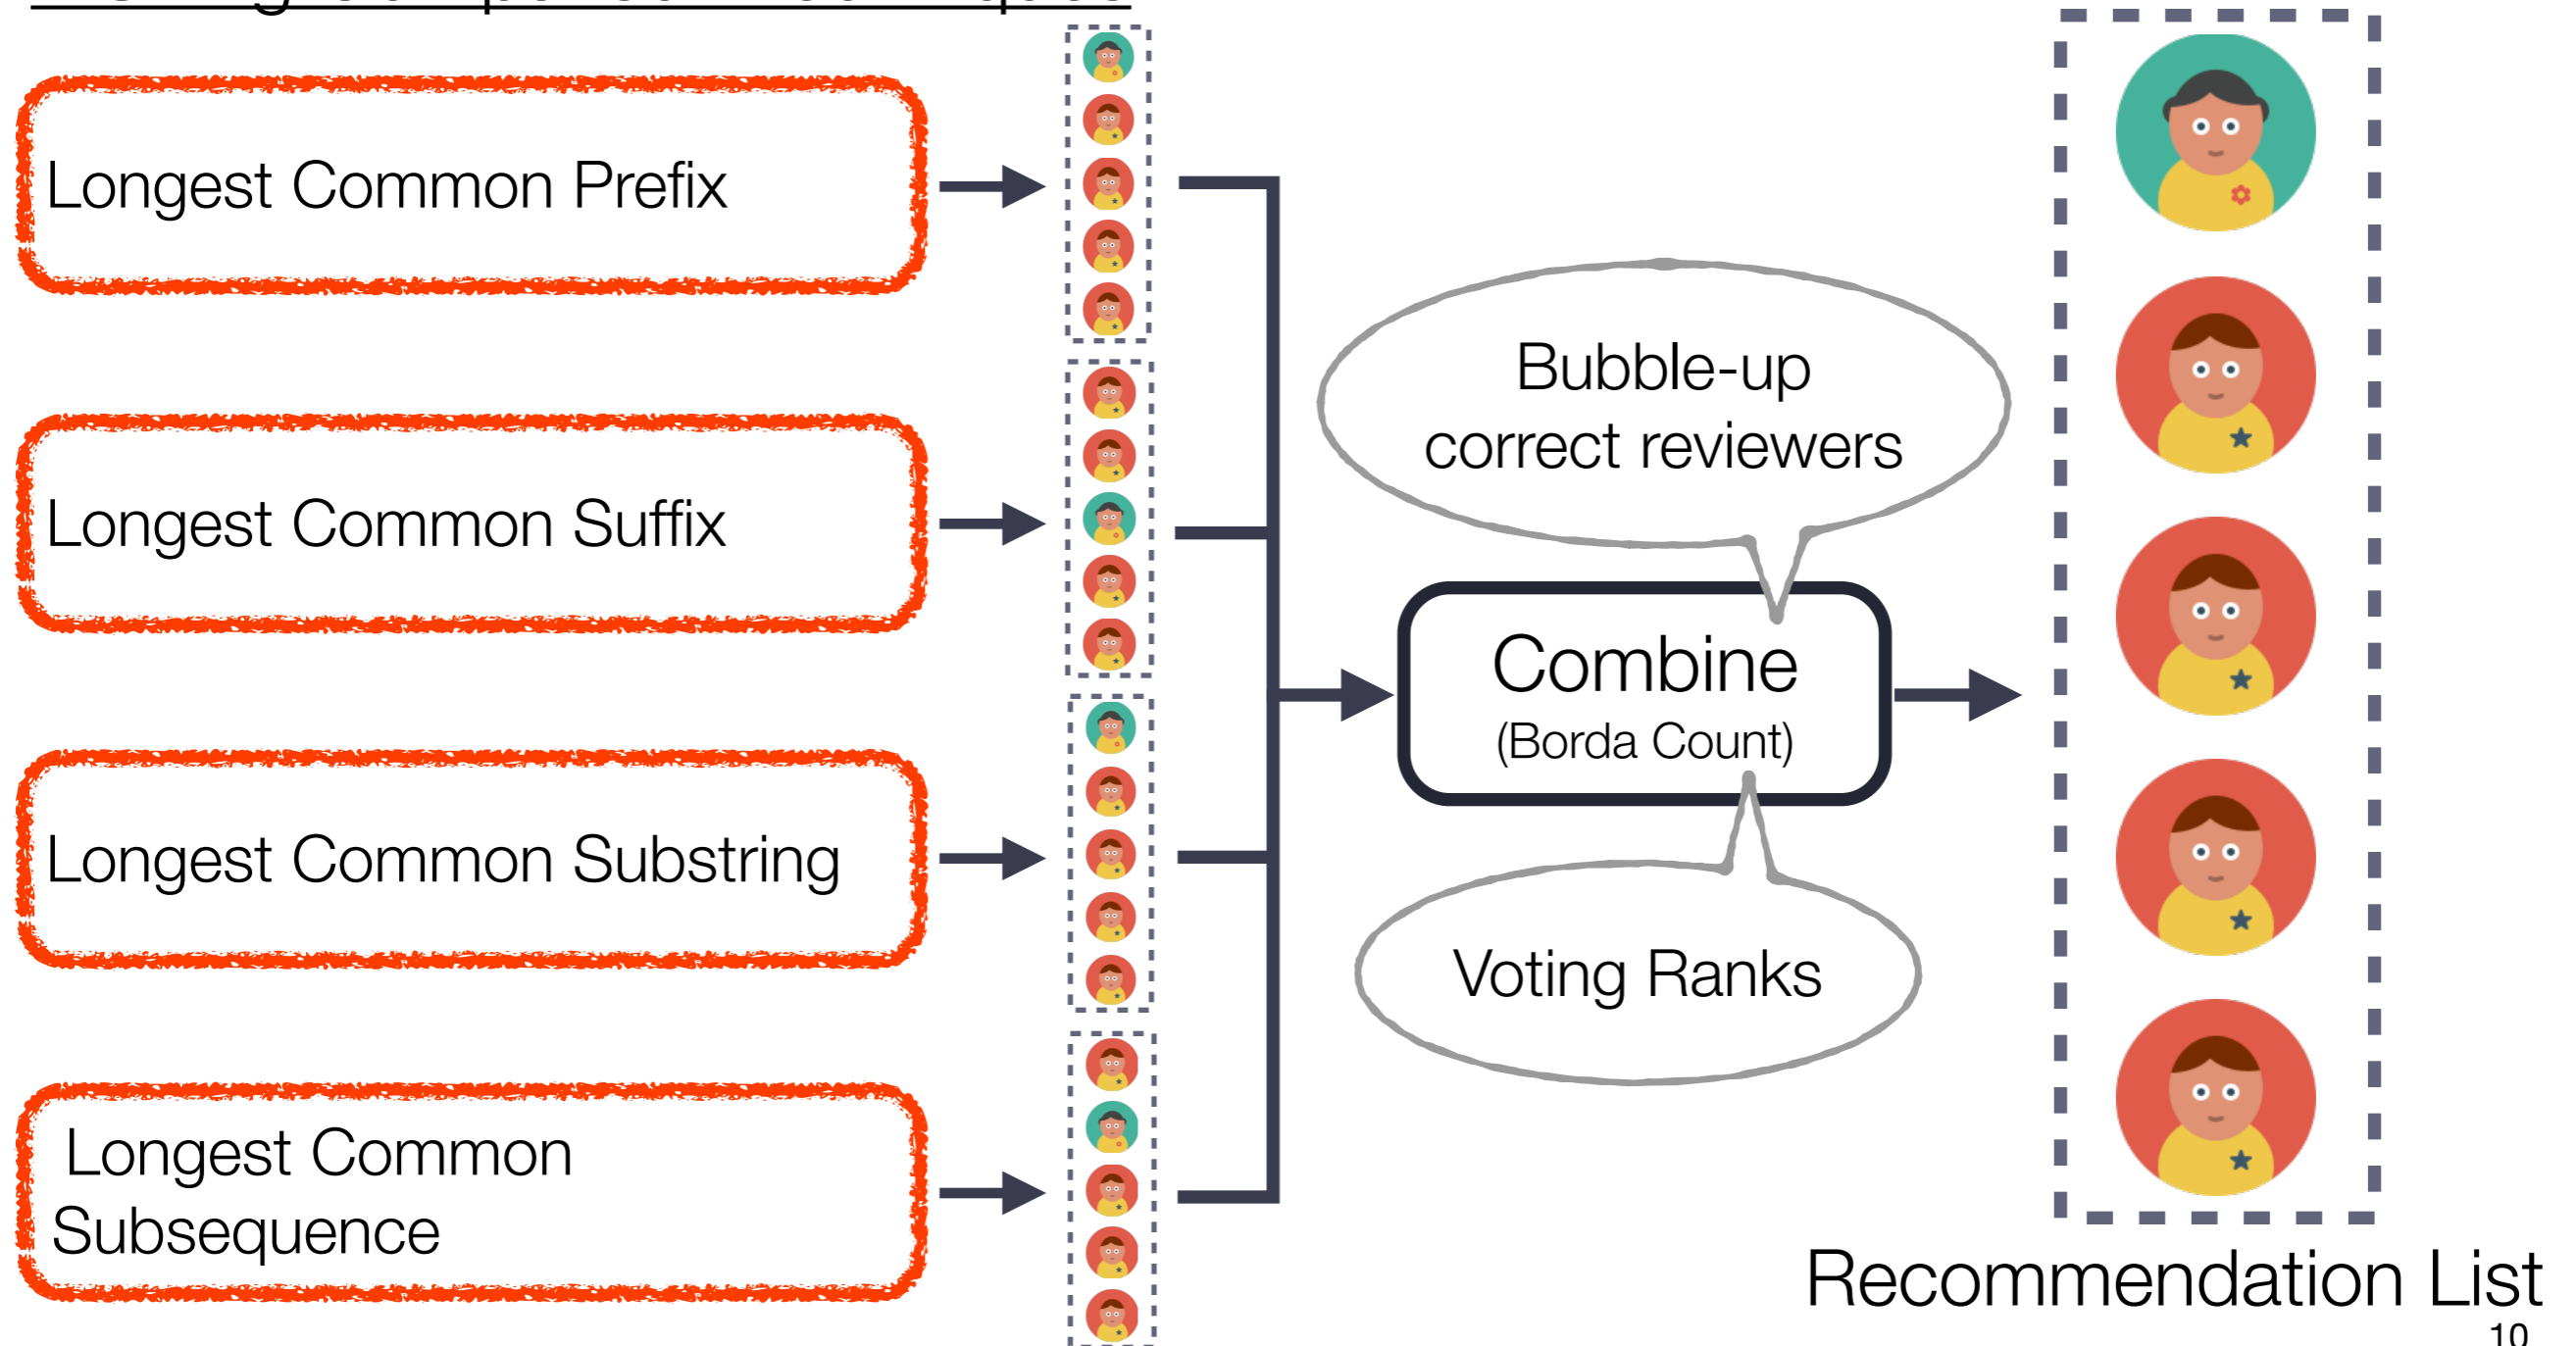 Longest Common Prefix
Longest Common Suffix
Longest Common Substring
Longest Common
Subsequence
Bubble-up
correct reviewers
Combine
(Borda Count)
Voting Ranks
Recommendation List
10